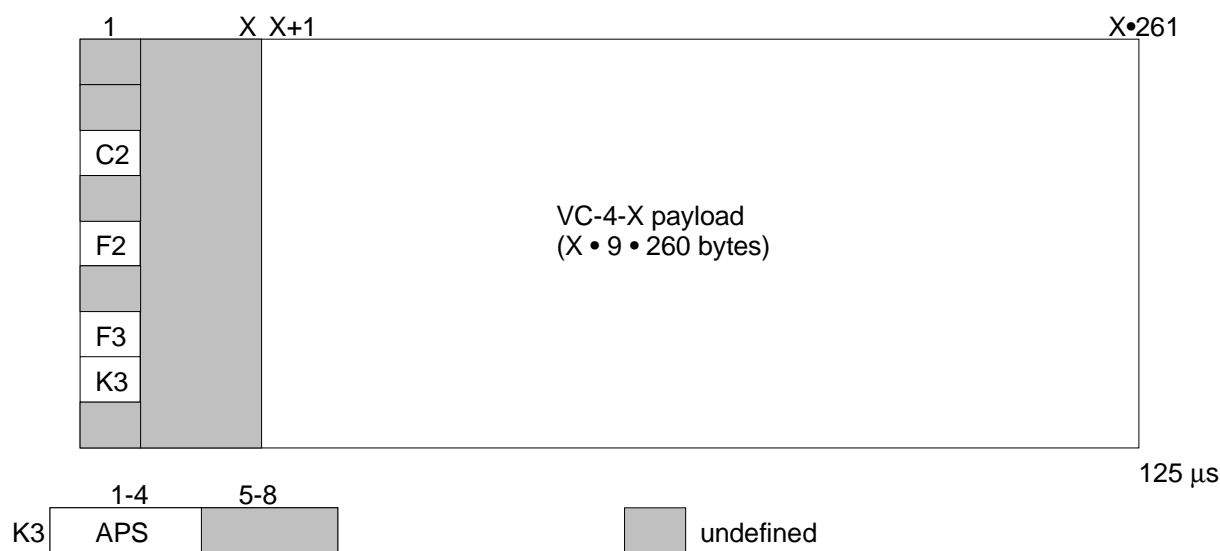 1 X X+1 X•261
C2
F2
F3
K3
VC-4-X payload
(X • 9 • 260 bytes)
125 μs
1-4 5-8
K3 APS
undefined